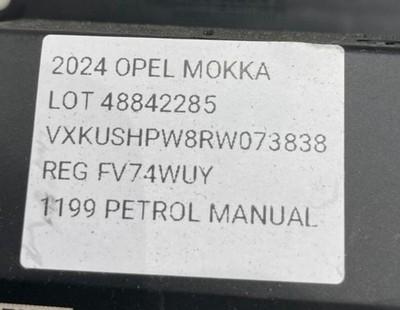 2024 OPEL MOKKA
LOT 48842285
VXKUSHPW8RW073838
REG FV74WUY
1199 PETROL MANUAL